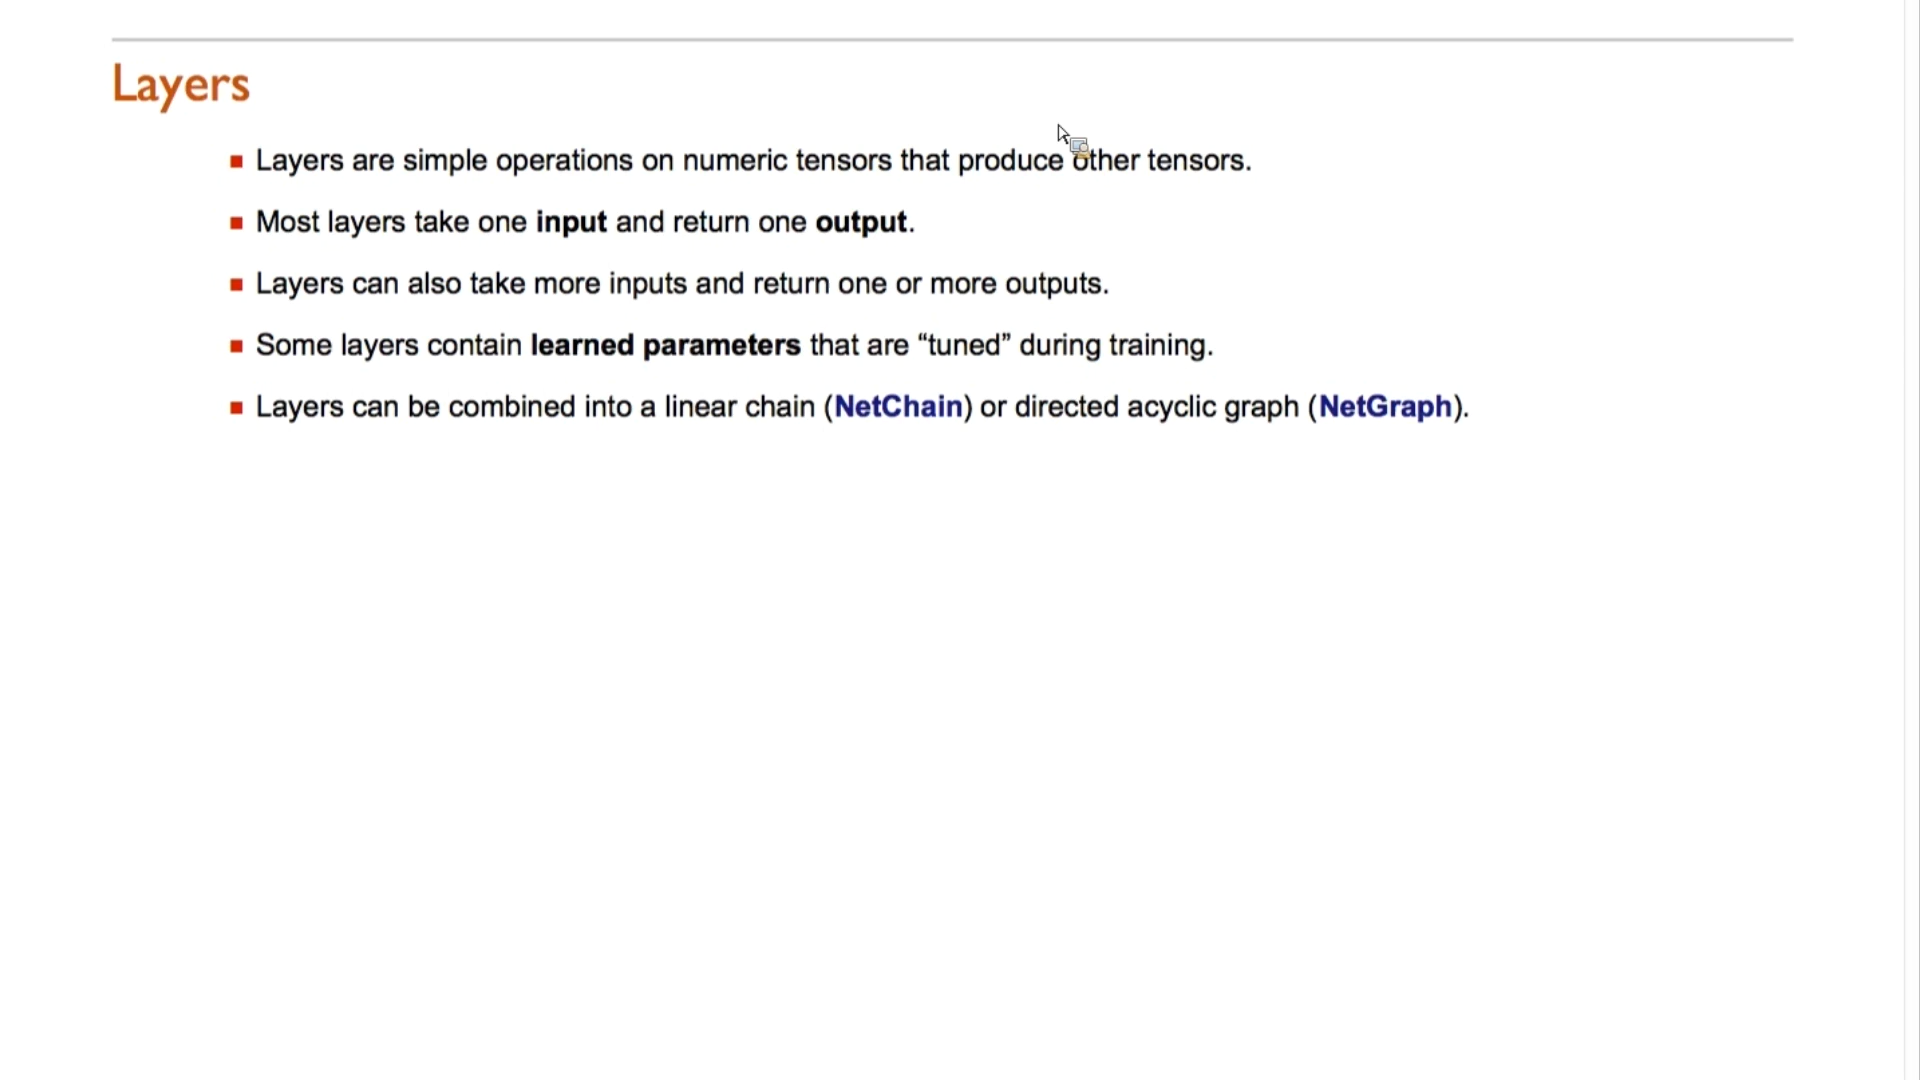 Layers
Layers are simple operations on numeric tensors that produce other tensors.
Most layers take one input and return one output.
Layers can also take more inputs and return one or more outputs.
Some layers contain learned parameters that are “tuned” during training.
Layers can be combined into a linear chain (NetChain) or directed acyclic graph (NetGraph).